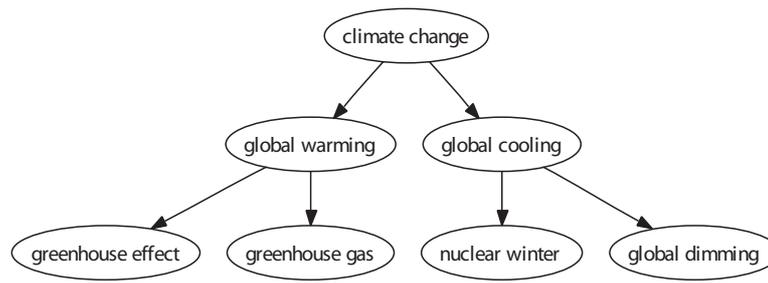 climate change
global warming
global cooling
greenhouse effect
greenhouse gas
nuclear winter
global dimming